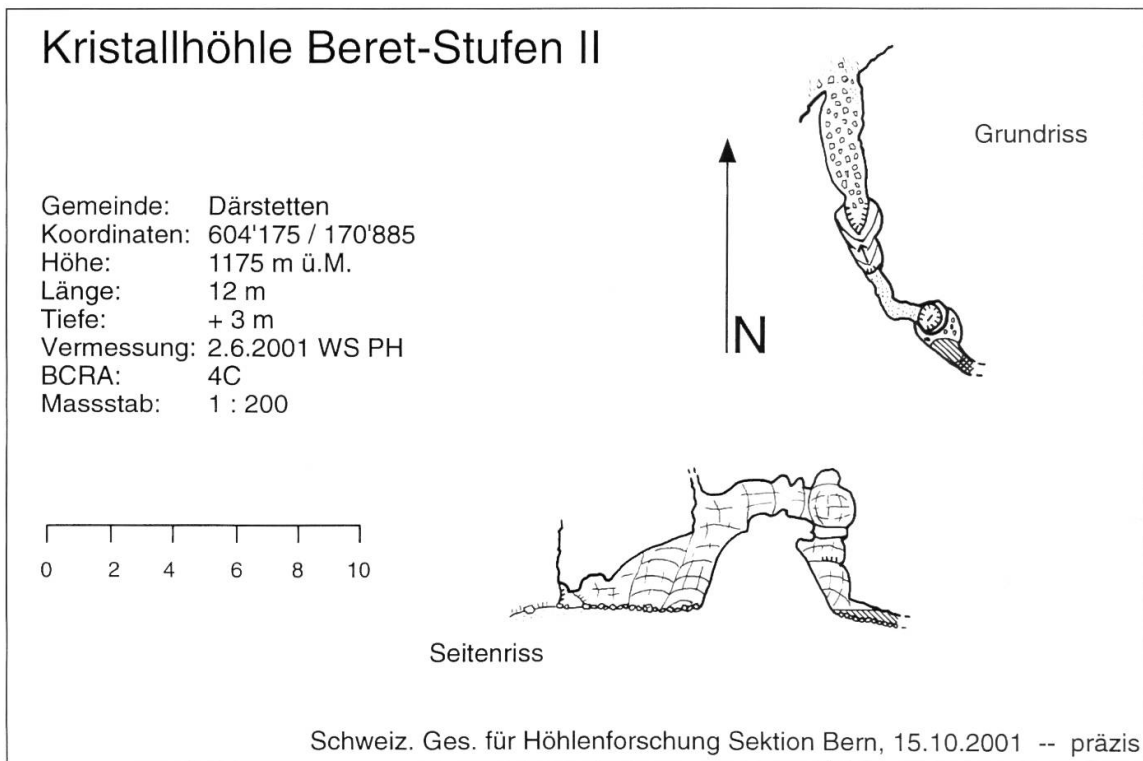 Kristallhöhle Beret-Stufen II
Grundriss
Gemeinde: Därstetten
Koordinaten: 604'175 / 170'885
Höhe: 1175 m ü.M.
Länge: 12 m
Tiefe: + 3 m
Vermessung: 2.6.2001 WS PH
BCRA: 4C
Massstab: 1 : 200
N
0 2 4 6 8 10
Seitenriss
Schweiz. Ges. für Höhlenforschung Sektion Bern, 15.10.2001 -- präzis